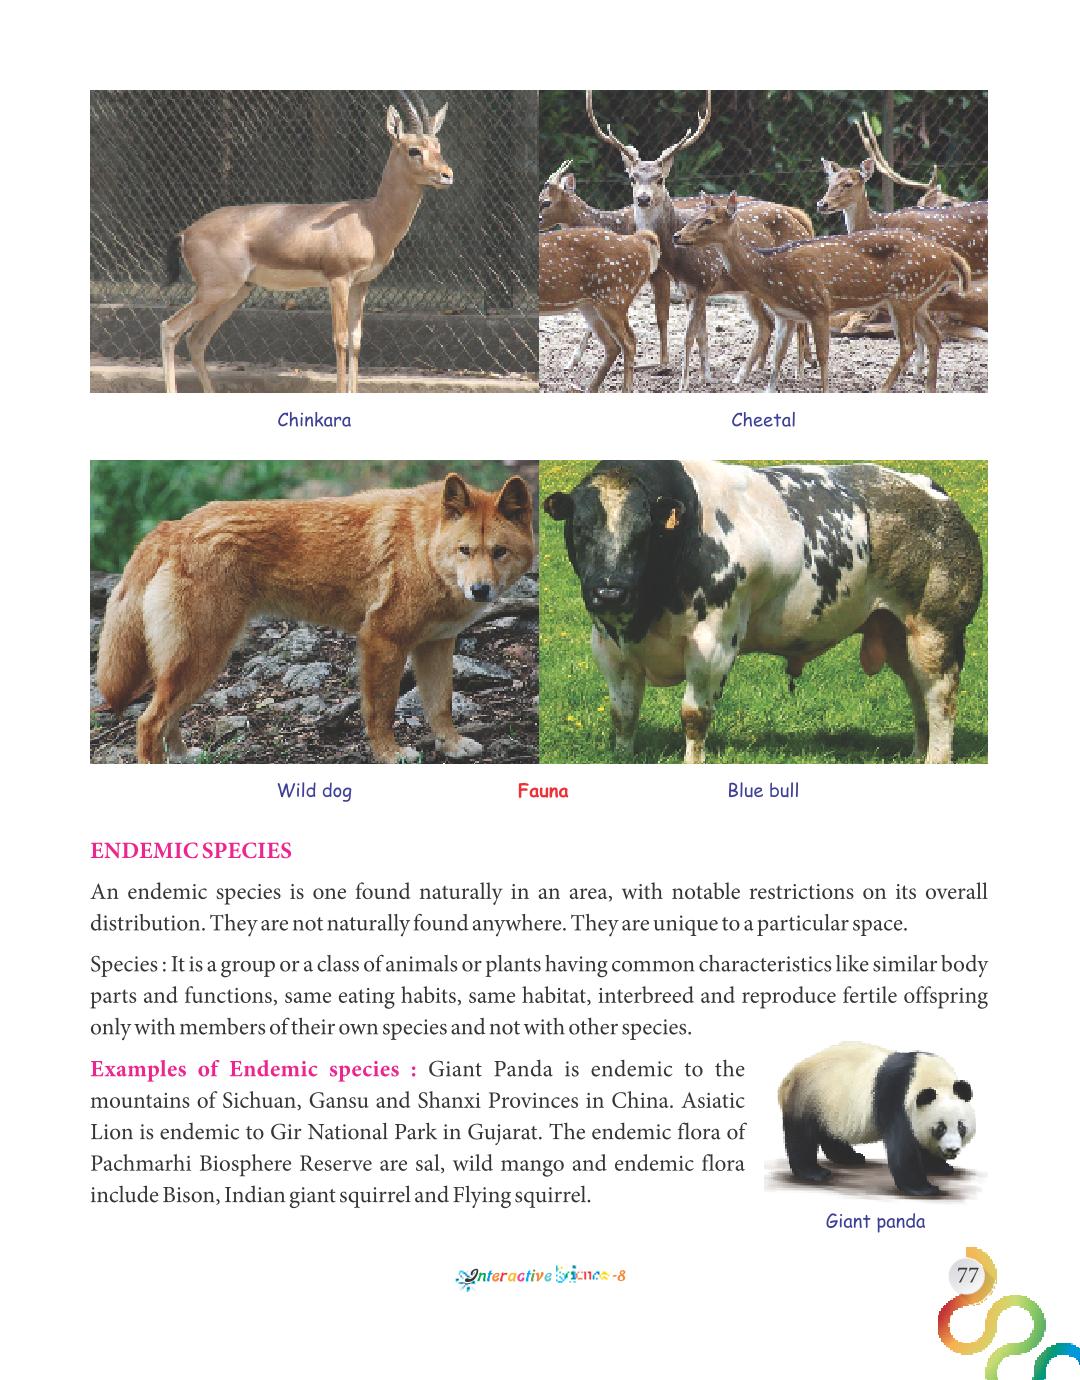 Chinkara
Cheetal
Wild dog
Fauna
Blue bull
ENDEMIC SPECIES
An endemic species is one found naturally in an area, with notable restrictions on its overall
distribution. They are not naturally found anywhere. They are unique to a particular space.
Species : It is a group or a class of animals or plants having common characteristics like similar body
parts and functions, same eating habits, same habitat, interbreed and reproduce fertile offspring
only with members of their own species and not with other species.
Examples of Endemic species : Giant Panda is endemic to the
mountains of Sichuan, Gansu and Shanxi Provinces in China. Asiatic
Lion is endemic to Gir National Park in Gujarat. The endemic flora of
Pachmarhi Biosphere Reserve are sal, wild mango and endemic flora
include Bison, Indian giant squirrel and Flying squirrel.
Giant panda
Interactive Science-8
77